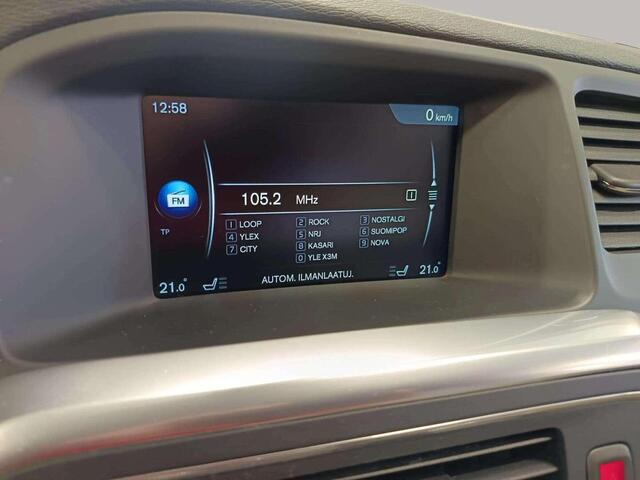 12:58
0 km/h
FM
TP
105.2 MHz 1
1 LOOP 2 ROCK 3 NOSTALGI
4 YLEX 5 NRJ 6 SUOMIPOP
7 CITY 8 KASARI 9 NOVA
0 YLE X3M
21.0° AUTOM. ILMANLAATUJ. 21.0°